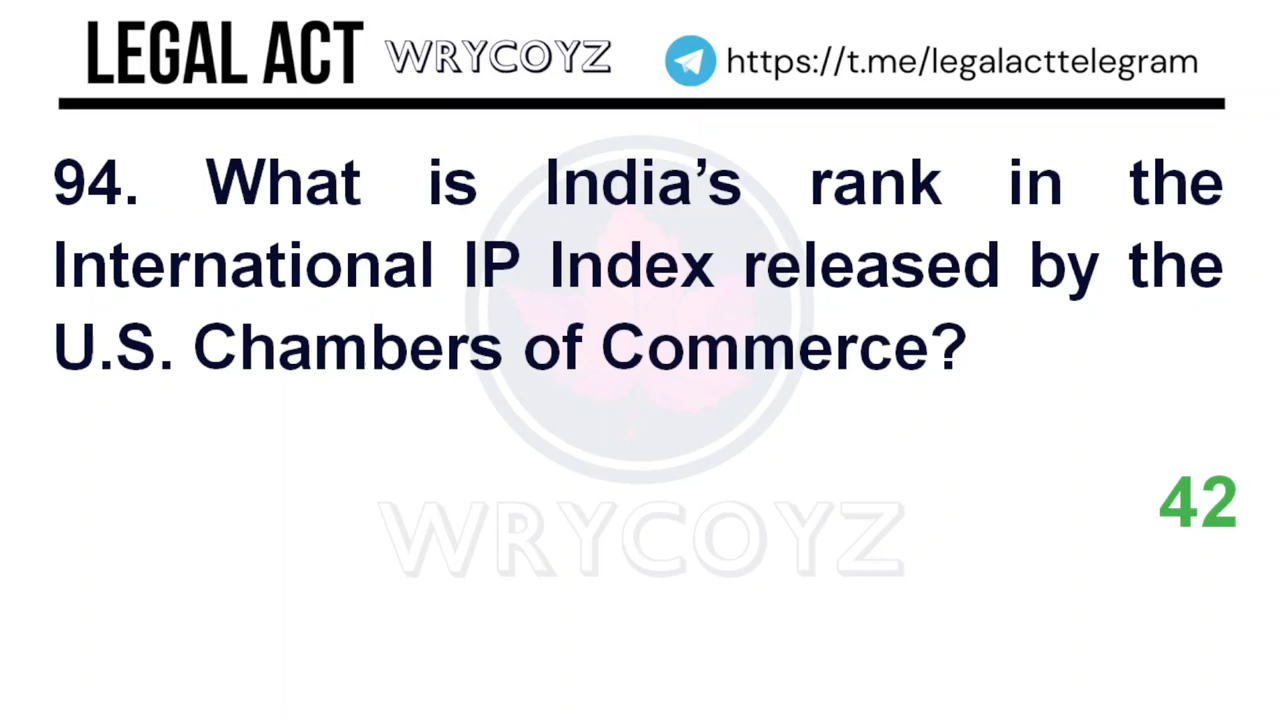 LEGAL ACT WRYCOYZ https://t.me/legalacttelegram
94. What is India’s rank in the
International IP Index released by the
U.S. Chambers of Commerce?
42
WRYCOYZ